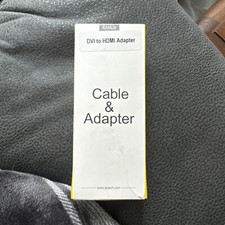 DVI to HDMI Adapter
Cable
&
Adapter